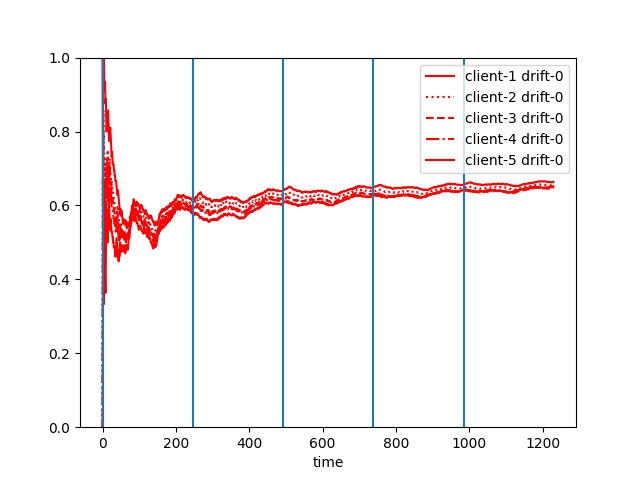 1.0
0.8
0.6
0.4
0.2
0.0
client-1 drift-0
client-2 drift-0
client-3 drift-0
client-4 drift-0
client-5 drift-0
0 200 400 600 800 1000 1200
time